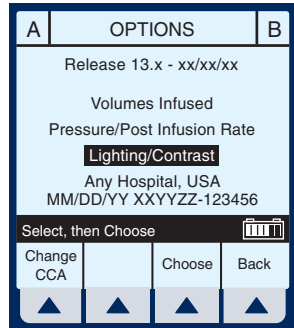 A OPTIONS B
Release 13.x - xx/xx/xx
Volumes Infused
Pressure/Post Infusion Rate
Lighting/Contrast
Any Hospital, USA
MM/DD/YY XXYYZZ-123456
Select, then Choose
Change
CCA
Choose
Back